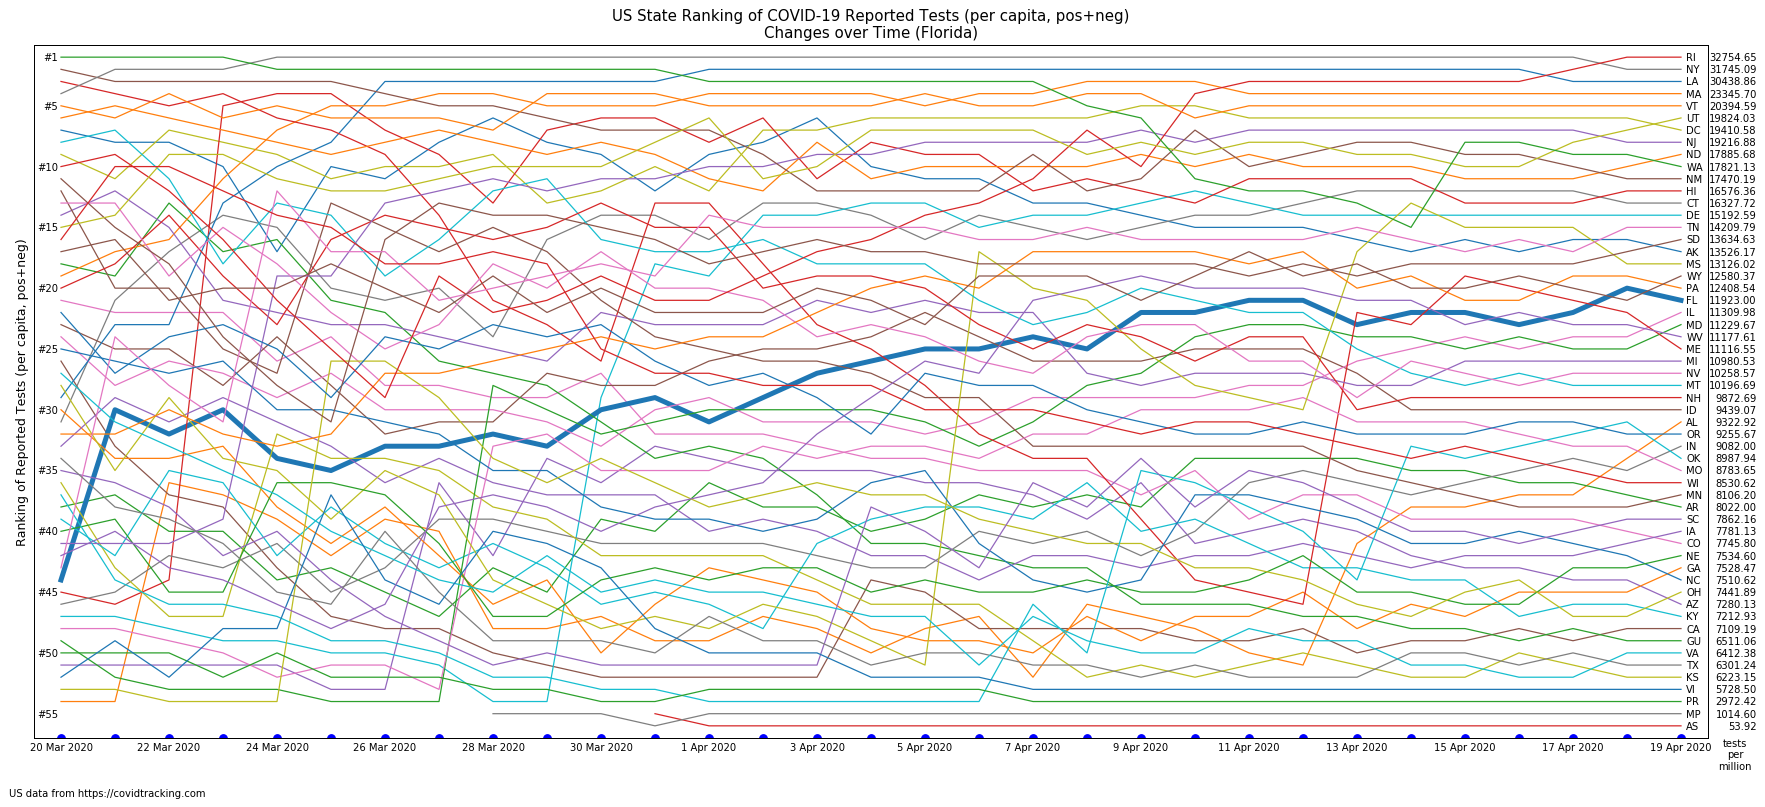 US State Ranking of COVID-19 Reported Tests (per capita, pos+neg)
Changes over Time (Florida)
Ranking of Reported Tests (per capita, pos+neg)
#1
#5
#10
#15
#20
#25
#30
#35
#40
#45
#50
#55
RI 32754.65
NY 31745.09
LA 30438.86
MA 23345.70
VT 20394.59
UT 19824.03
DC 19410.58
NJ 19216.88
ND 17885.68
WA 17821.13
NM 17470.19
HI 16576.36
CT 16327.72
DE 15192.59
TN 14209.79
SD 13634.63
AK 13526.17
MS 13126.02
WY 12580.37
PA 12408.54
FL 11923.00
IL 11309.98
MD 11229.67
WV 11177.61
ME 11116.55
MI 10980.53
NV 10258.57
MT 10196.69
NH 9872.69
ID 9439.07
AL 9322.92
OR 9255.67
IN 9082.00
OK 8987.94
MO 8783.65
WI 8530.62
MN 8106.20
AR 8022.00
SC 7862.16
IA 7781.13
CO 7745.80
NE 7534.60
GA 7528.47
NC 7510.62
OH 7441.89
AZ 7280.13
KY 7212.93
CA 7109.19
GU 6511.06
VA 6412.38
TX 6301.24
KS 6223.15
VI 5728.50
PR 2972.42
MP 1014.60
AS 53.92
20 Mar 2020 22 Mar 2020 24 Mar 2020 26 Mar 2020 28 Mar 2020 30 Mar 2020 1 Apr 2020 3 Apr 2020 5 Apr 2020 7 Apr 2020 9 Apr 2020 11 Apr 2020 13 Apr 2020 15 Apr 2020 17 Apr 2020 19 Apr 2020
tests
per
million
US data from https://covidtracking.com